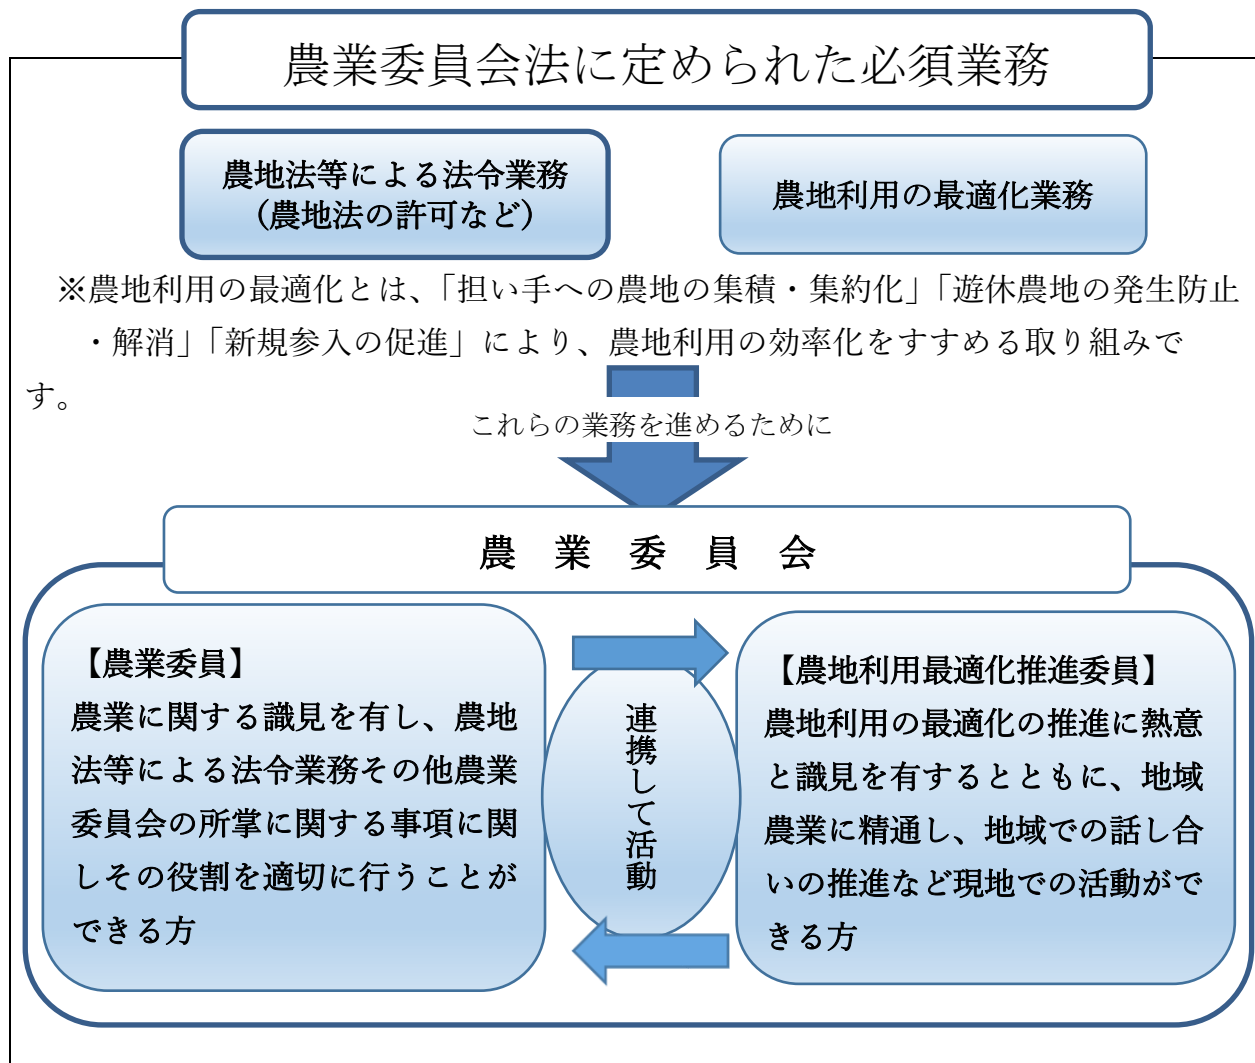 農業委員会法に定められた必須業務
農地法等による法令業務
（農地法の許可など）
農地利用の最適化業務
※農地利用の最適化とは、「担い手への農地の集積・集約化」「遊休農地の発生防止
・解消」「新規参入の促進」により、農地利用の効率化をすすめる取り組みで
す。
これらの業務を進めるために
農　業　委　員　会
【農業委員】
農業に関する識見を有し、農地
法等による法令業務その他農業
委員会の所掌に関する事項に関
しその役割を適切に行うことが
できる方
連携して活動
【農地利用最適化推進委員】
農地利用の最適化の推進に熱意
と識見を有するとともに、地域
農業に精通し、地域での話し合
いの推進など現地での活動がで
きる方